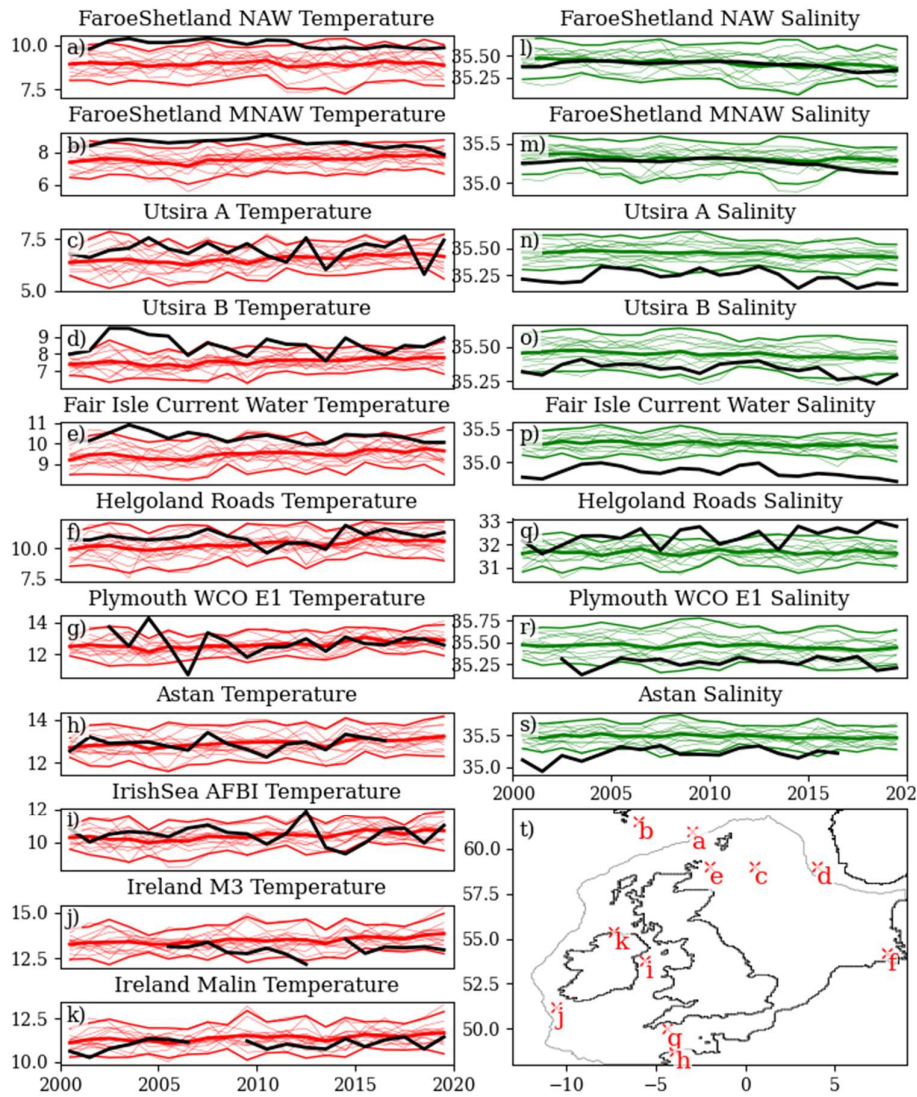 FaroeShetland NAW Temperature
a)
10.0
7.5
FaroeShetland MNAW Temperature
b)
8
6
Utsira A Temperature
c)
7.5
5.0
Utsira B Temperature
d)
9
8
7
Fair Isle Current Water Temperature
e)
11
10
9
Helgoland Roads Temperature
f)
10.0
7.5
Plymouth WCO E1 Temperature
g)
14
12
Astan Temperature
h)
14
12
IrishSea AFBI Temperature
i)
12
10
Ireland M3 Temperature
j)
15.0
12.5
Ireland Malin Temperature
k)
12.5
10.0
2000 2005 2010 2015 2020
FaroeShetland NAW Salinity
l)
35.50
35.25
FaroeShetland MNAW Salinity
m)
35.5
35.0
Utsira A Salinity
n)
35.50
35.25
Utsira B Salinity
o)
35.50
35.25
Fair Isle Current Water Salinity
p)
35.5
35.0
Helgoland Roads Salinity
q)
33
32
31
Plymouth WCO E1 Salinity
r)
35.75
35.50
35.25
Astan Salinity
s)
35.5
35.0
2000 2005 2010 2015 202
t)
60.0
57.5
55.0
52.5
50.0
b
a
e
c
d
k
i
f
j
g
h
−10 −5 0 5